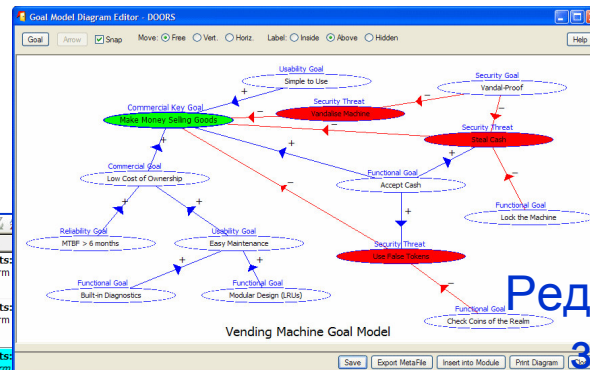 Goal Model Diagram Editor - DOORS
Goal Arrow Snap Move: Free Vert. Horiz. Label: Inside Above Hidden Help
Usability Goal
Simple to Use
Security Goal
Vandal-Proof
Security Threat
Vandalise Machine
Commercial Key Goal
Make Money Selling Goods
Security Threat
Steal Cash
Commercial Goal
Low Cost of Ownership
Functional Goal
Accept Cash
Functional Goal
Lock the Machine
Reliability Goal
MTBF > 6 months
Usability Goal
Easy Maintenance
Security Threat
Use False Tokens
Functional Goal
Built-in Diagnostics
Functional Goal
Modular Design (LRUs)
Functional Goal
Check Coins of the Realm
Vending Machine Goal Model
Ред
Save Export MetaFile Insert into Module Print Diagram
ts:
rm
ts:
rm
ts: